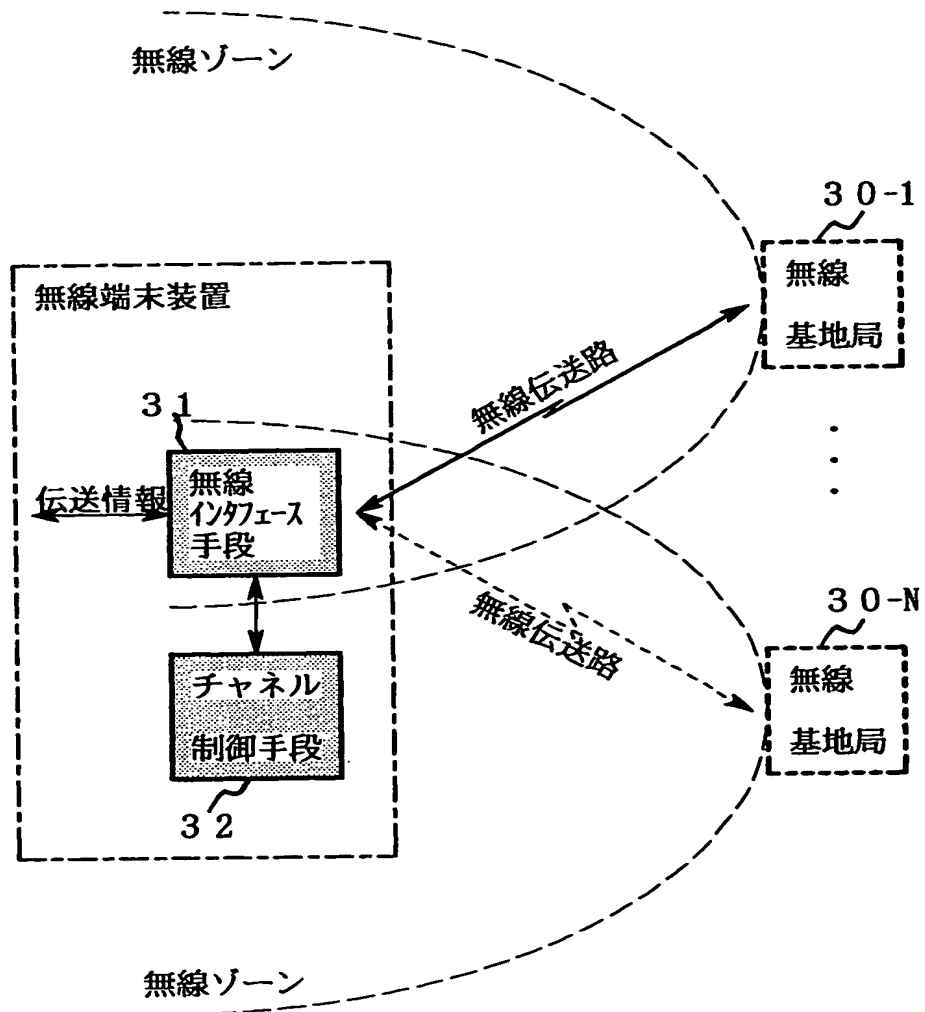 無線ゾーン
３０-1
無線
基地局
無線端末装置
無線伝送路
３１
無線
インタフェース
手段
伝送情報
無線伝送路
３０-N
無線
基地局
チャネル
制御手段
３２
無線ゾーン